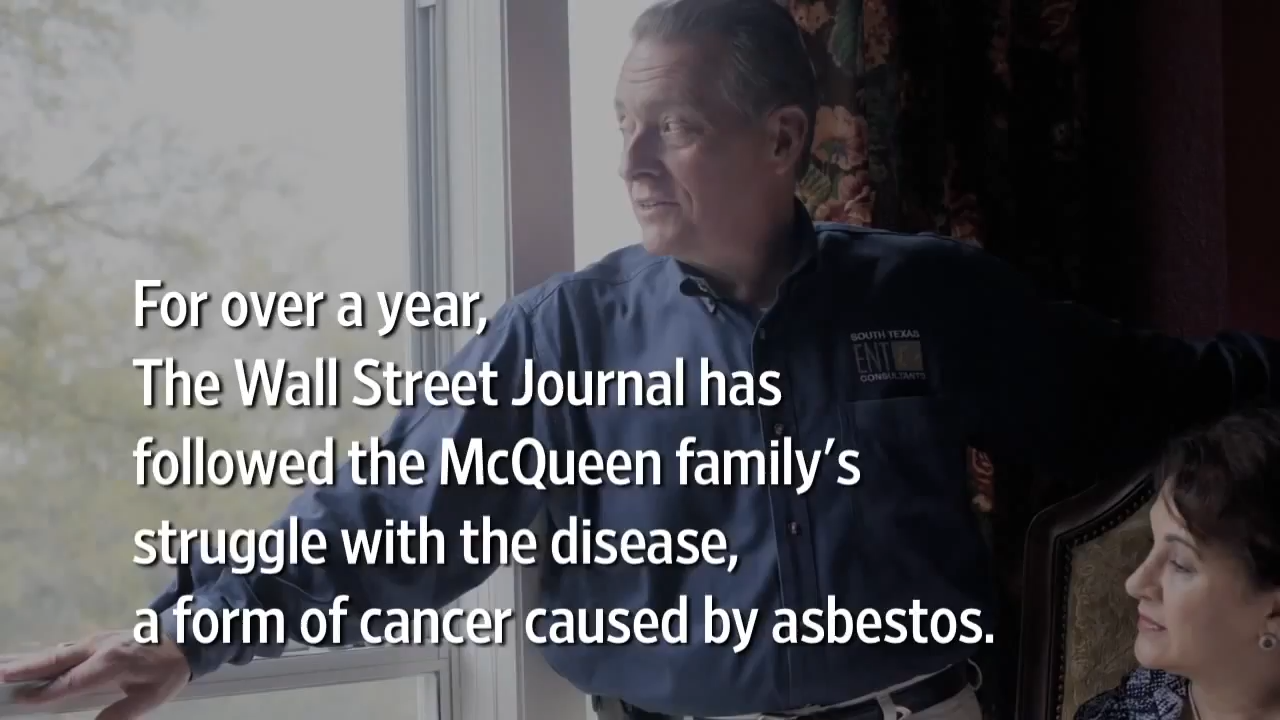 For over a year,
The Wall Street Journal has
followed the McQueen family's
struggle with the disease,
a form of cancer caused by asbestos.
SOUTH TEXAS
ENT
CONSULTANTS